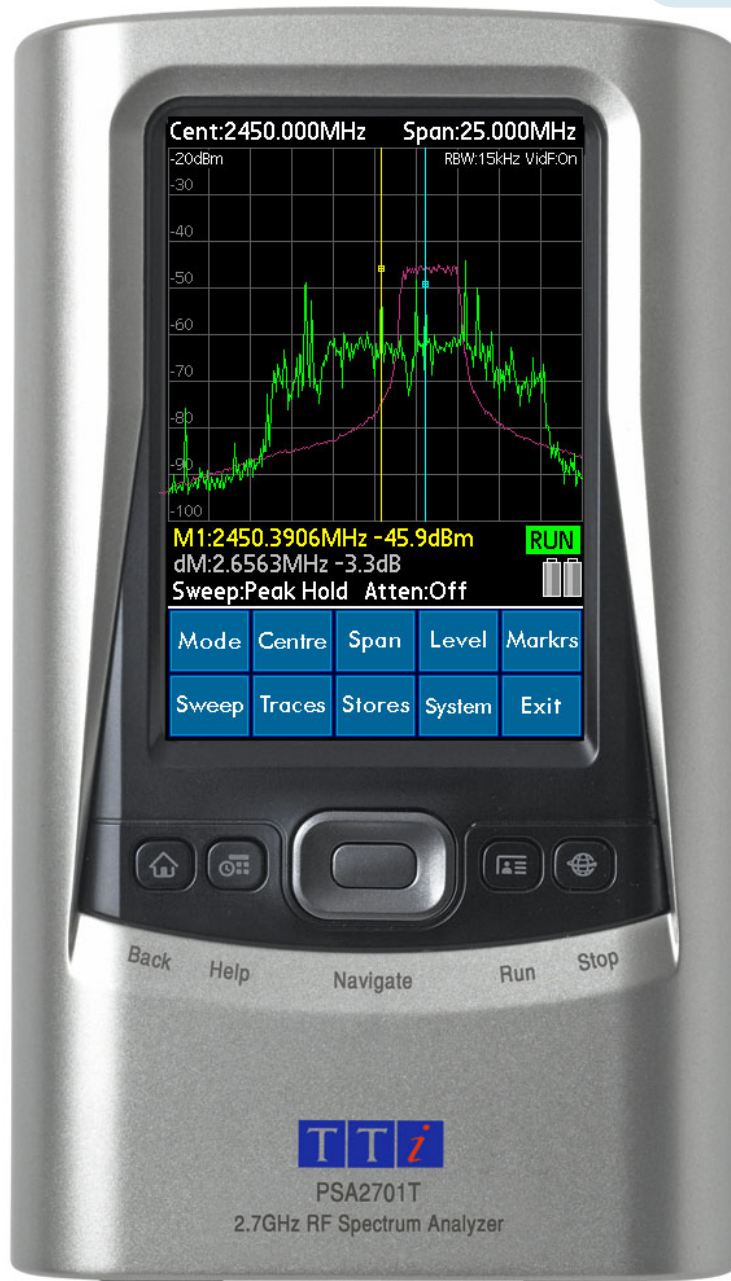 Cent:2450.000MHz Span:25.000MHz
-20dBm RBW:15kHz VidF:On
-30
-40
-50
-60
-70
-80
-90
-100
M1:2450.3906MHz -45.9dBm RUN
dM:2.6563MHz -3.3dB
Sweep:Peak Hold Atten:Off
Mode Centre Span Level Markrs
Sweep Traces Stores System Exit
Back Help Navigate Run Stop
TTi
PSA2701T
2.7GHz RF Spectrum Analyzer